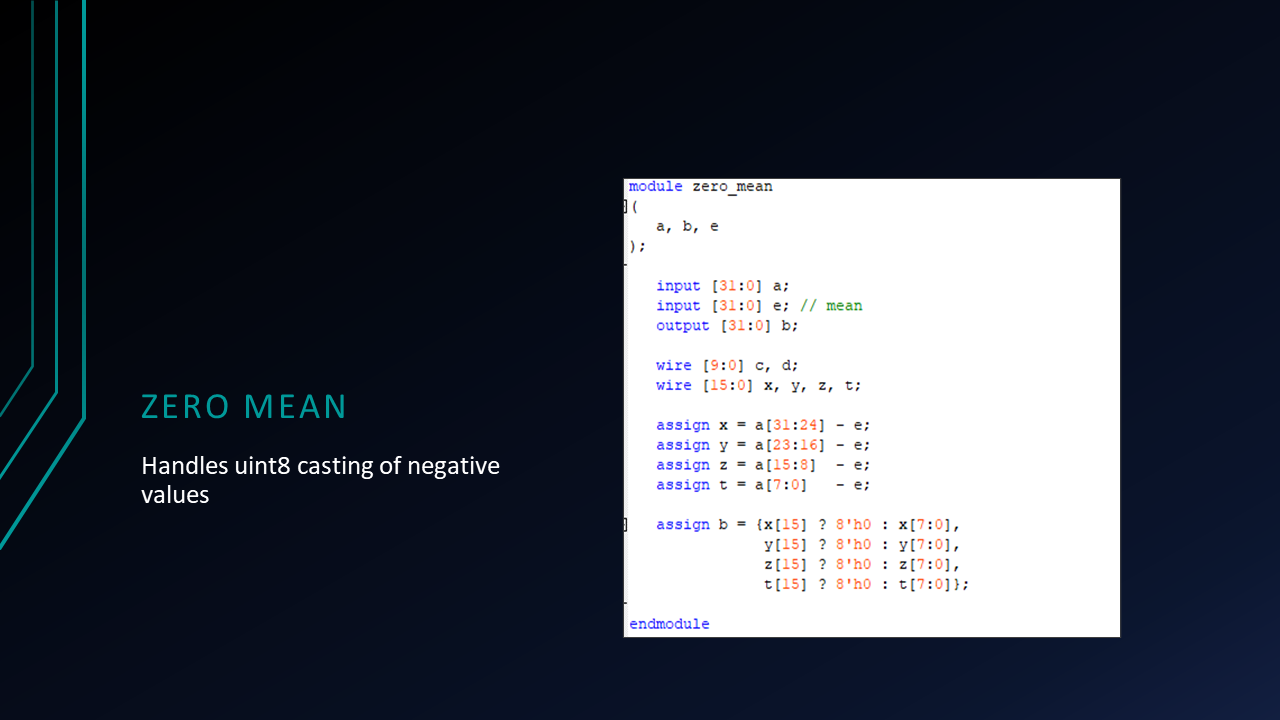 ZERO MEAN
Handles uint8 casting of negative
values
module zero_mean
(
a, b, e
);
input [31:0] a;
input [31:0] e; // mean
output [31:0] b;
wire [9:0] c, d;
wire [15:0] x, y, z, t;
assign x = a[31:24] - e;
assign y = a[23:16] - e;
assign z = a[15:8]  - e;
assign t = a[7:0]   - e;
assign b = {x[15] ? 8'h0 : x[7:0],
y[15] ? 8'h0 : y[7:0],
z[15] ? 8'h0 : z[7:0],
t[15] ? 8'h0 : t[7:0]};
endmodule